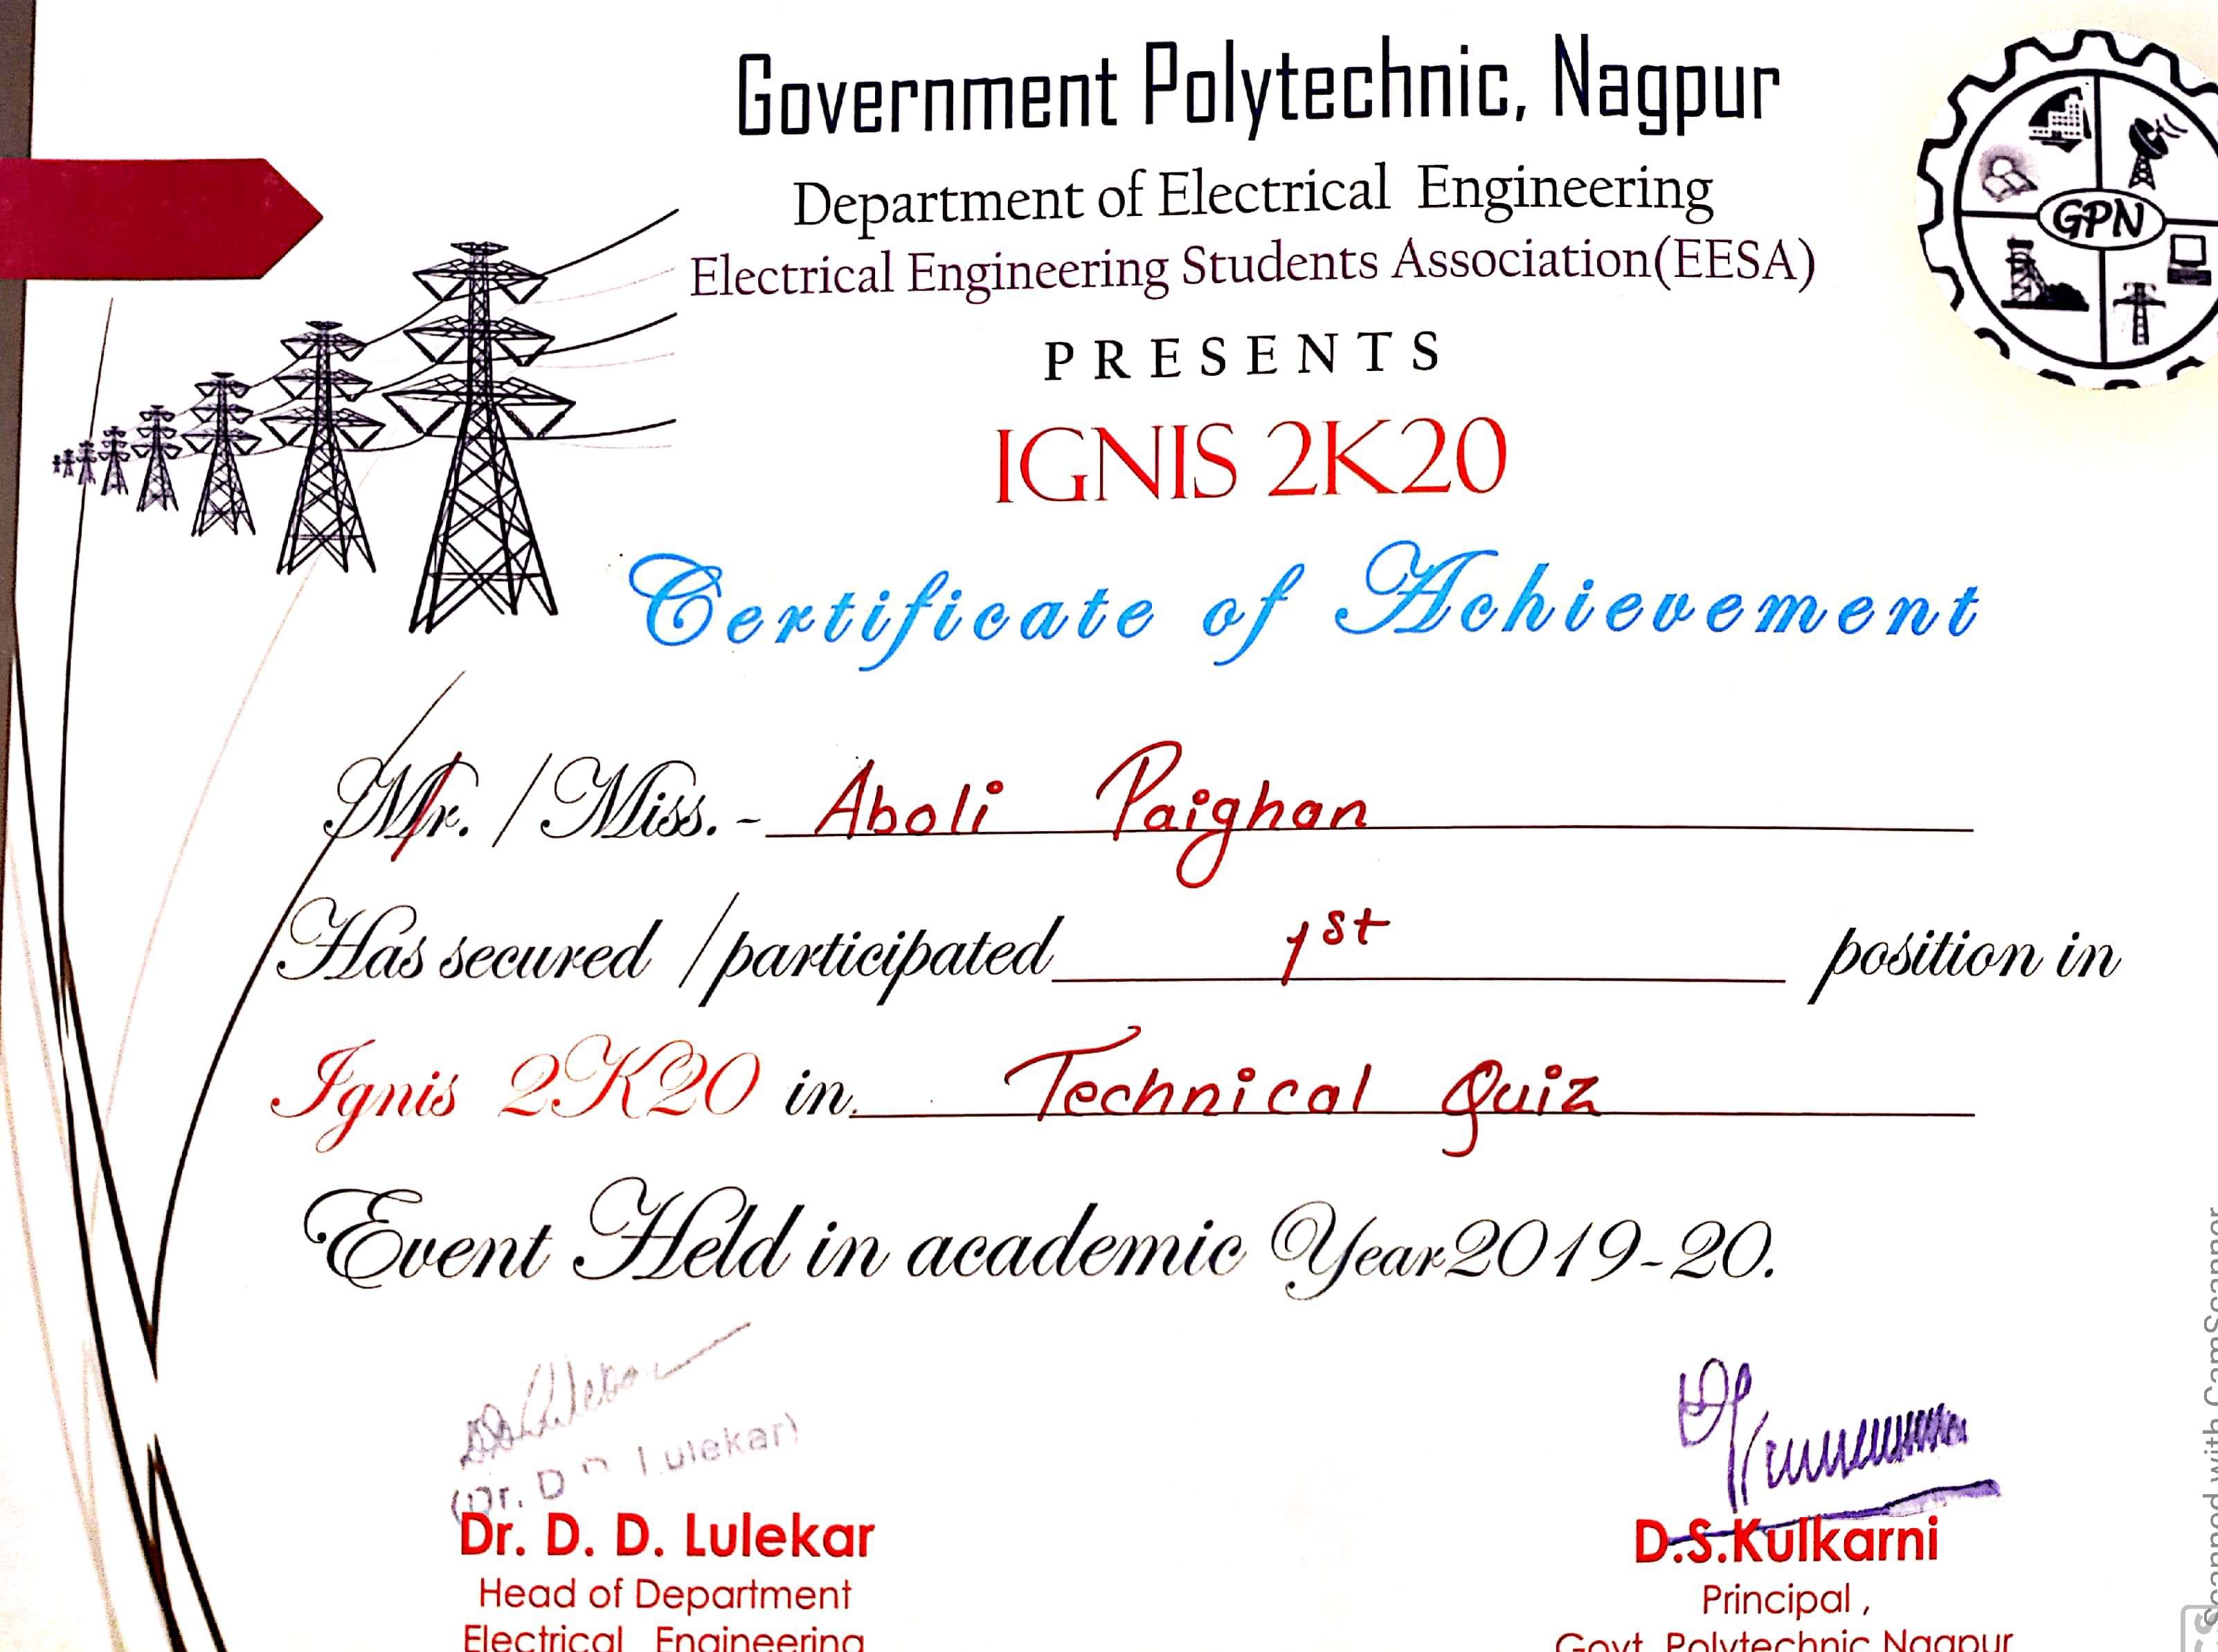 Government Polytechnic, Nagpur
Department of Electrical Engineering
Electrical Engineering Students Association(EESA)
PRESENTS
IGNIS 2K20
Certificate of Achievement
GPN
Mr. / Miss. - Aboli Paighan
Has secured / participated 1st position in
Ignis 2K20 in. Technical Quiz
Event Held in academic Year 2019-20.
(Dr. D D Lulekar)
Dr. D. D. Lulekar
Head of Department
Electrical Engineering
D.S.Kulkarni
Principal ,
Govt. Polytechnic Nagpur
Scanned with CamScanner
CS